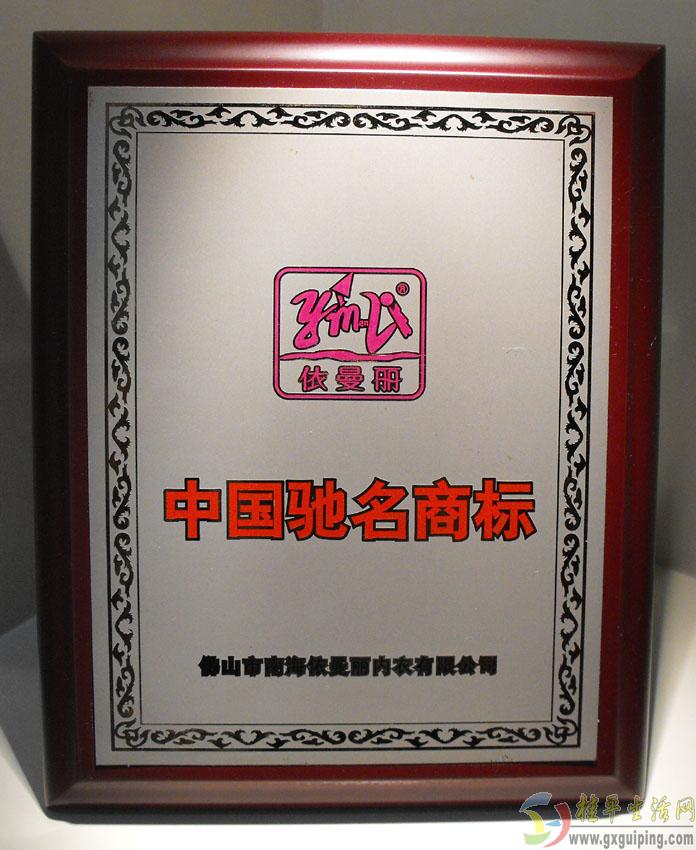 yimanLi®
依曼丽
中国驰名商标
佛山市南海依曼丽内衣有限公司
桂平生活网
www.gxguiping.com